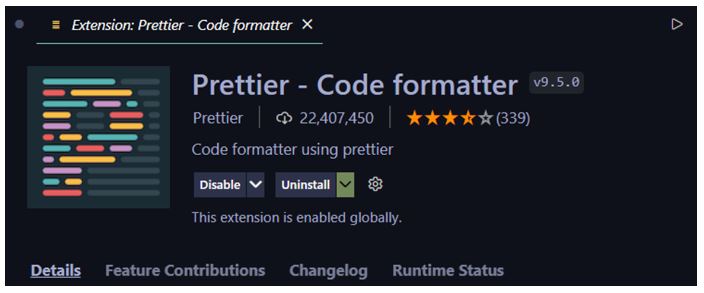 Extension: Prettier - Code formatter
Prettier - Code formatter v9.5.0
Prettier 22,407,450 (339)
Code formatter using prettier
Disable Uninstall
This extension is enabled globally.
Details Feature Contributions Changelog Runtime Status